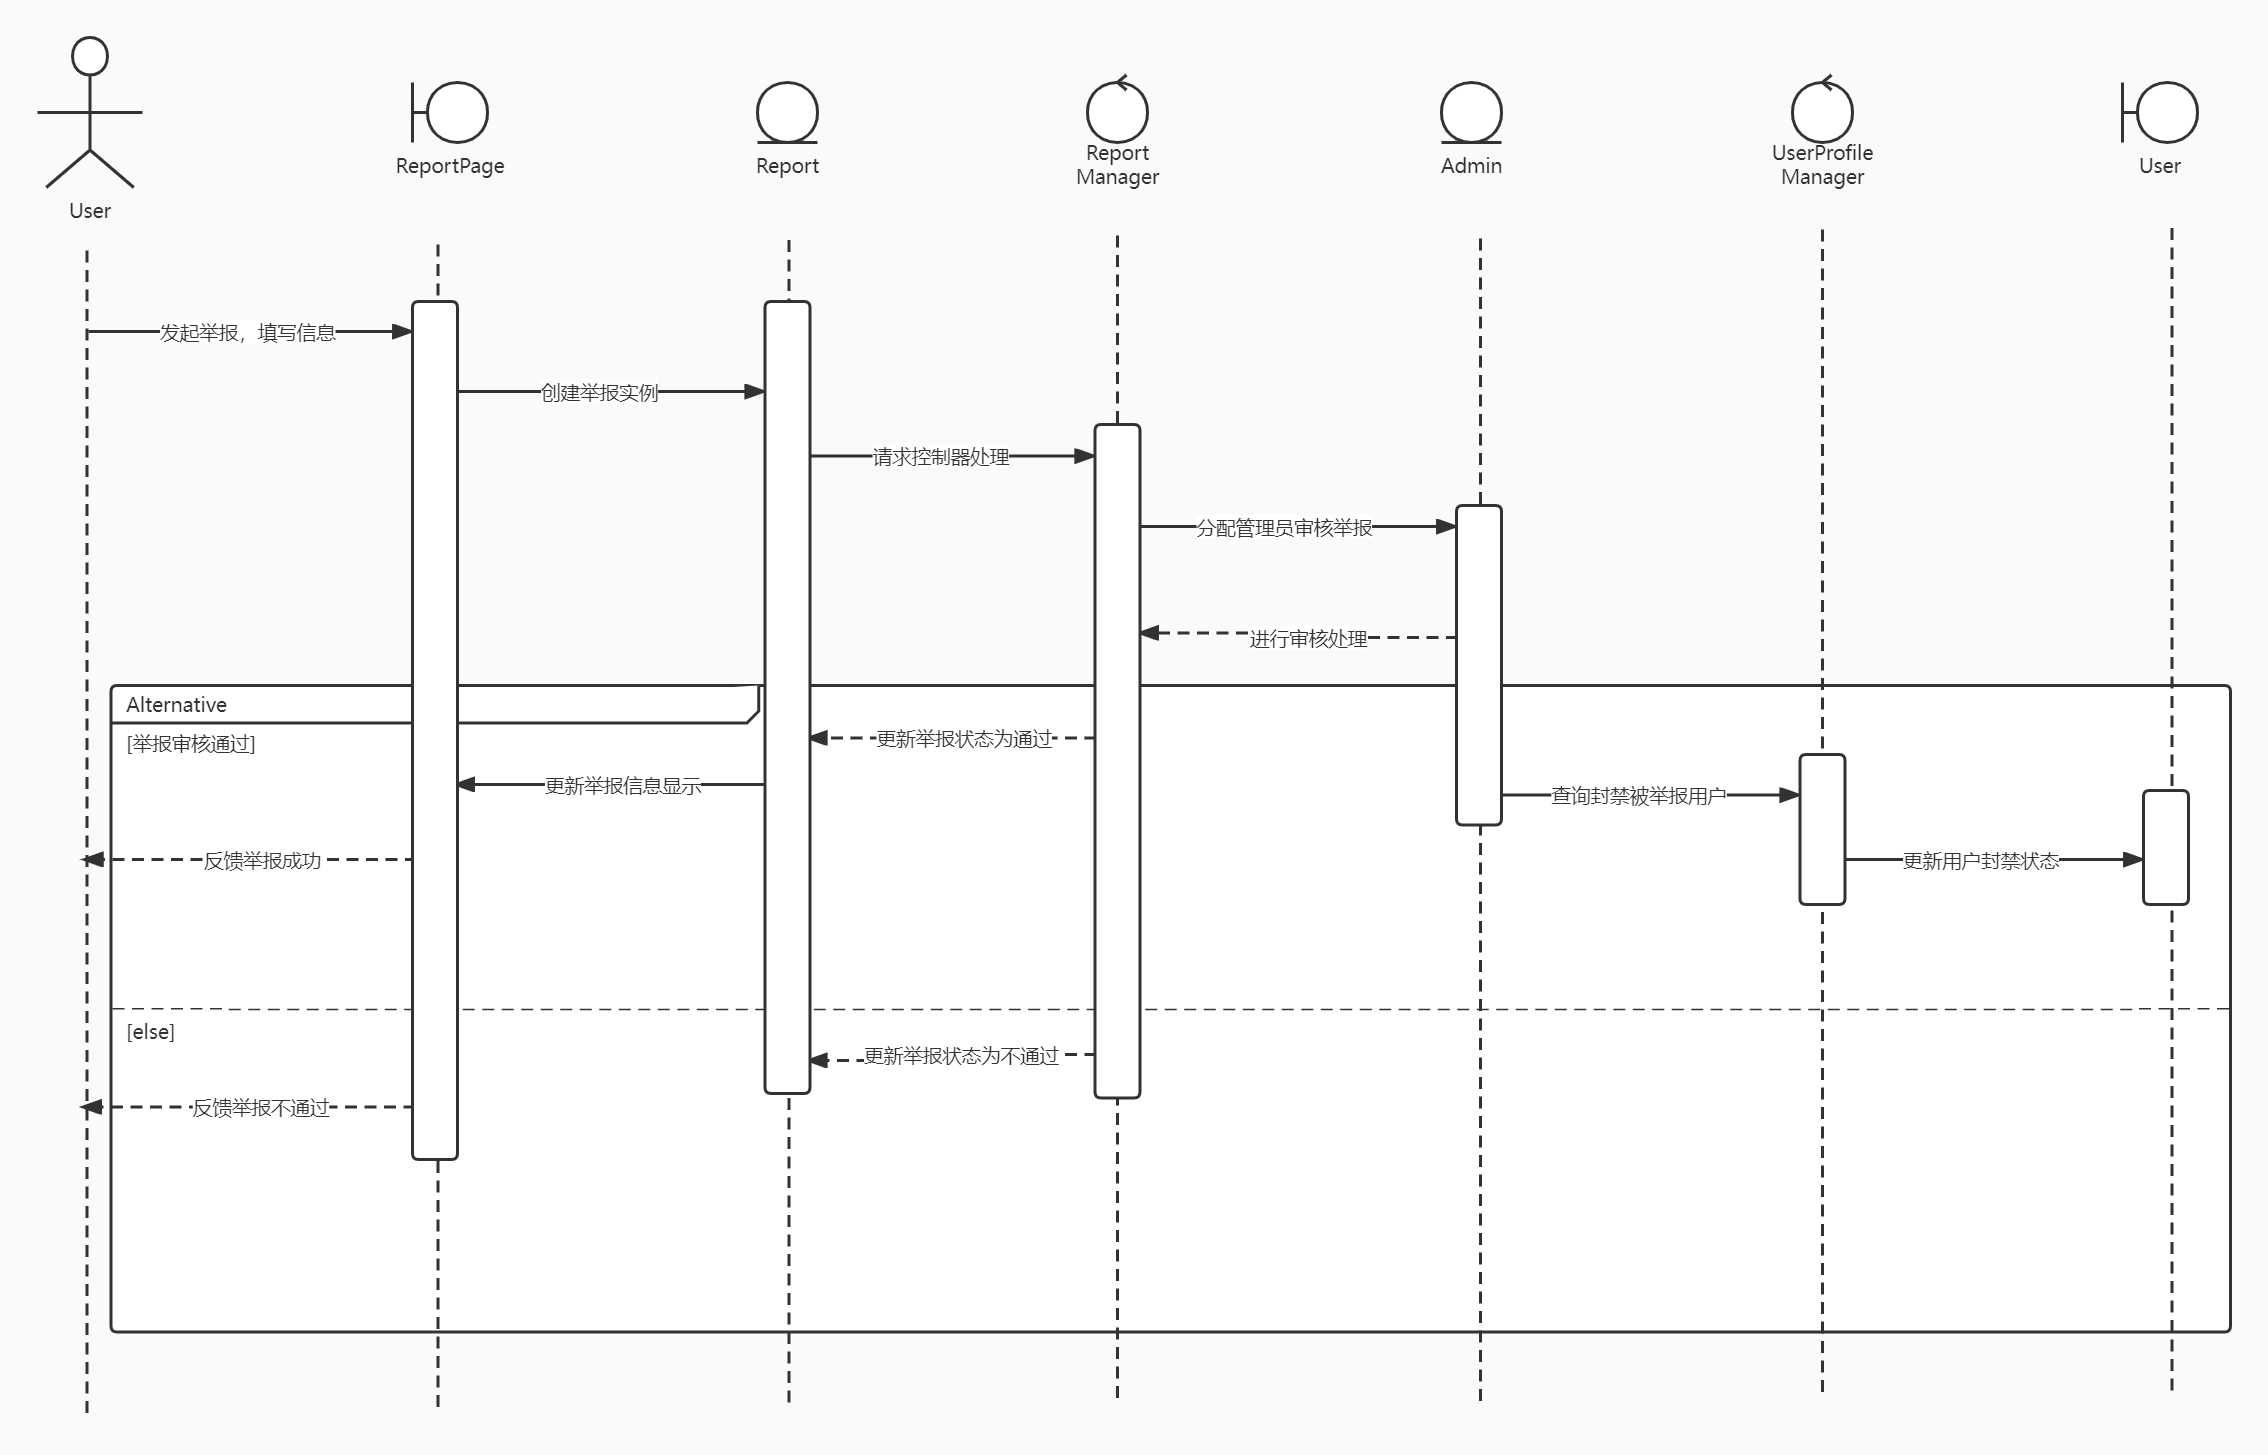 User
ReportPage
Report
Report
Manager
Admin
UserProfile
Manager
User
发起举报，填写信息
创建举报实例
请求控制器处理
分配管理员审核举报
进行审核处理
Alternative
[举报审核通过]
更新举报状态为通过
更新举报信息显示
查询封禁被举报用户
反馈举报成功
更新用户封禁状态
[else]
更新举报状态为不通过
反馈举报不通过